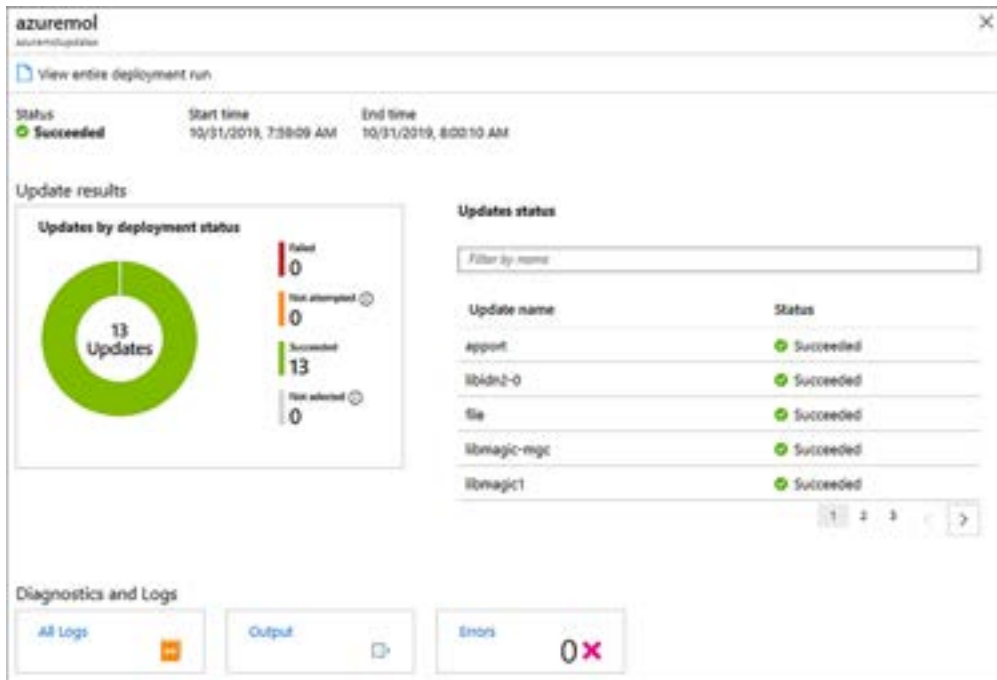 azuremol
azuremolupdates
View entire deployment run
Status
Start time
End time
Succeeded
10/31/2019, 7:59:09 AM
10/31/2019, 8:00:10 AM
Update results
Updates by deployment status
13
Updates
Failed
0
Not attempted
0
Succeeded
13
Not selected
0
Updates status
Filter by name
Update name
Status
apport
Succeeded
libidn2-0
Succeeded
file
Succeeded
libmagic-mgc
Succeeded
libmagic1
Succeeded
1 2 3
Diagnostics and Logs
All Logs
Output
Errors
0